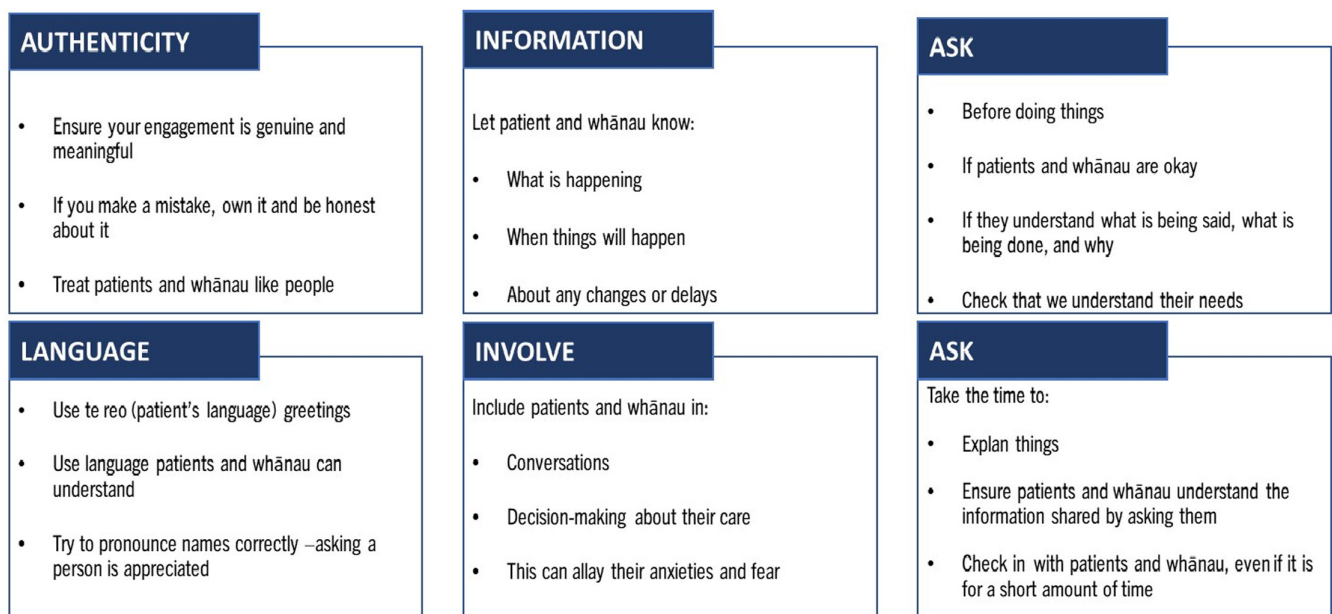 AUTHENTICITY
• Ensure your engagement is genuine and
meaningful
• If you make a mistake, own it and be honest
about it
• Treat patients and whānau like people
INFORMATION
Let patient and whānau know:
• What is happening
• When things will happen
• About any changes or delays
ASK
• Before doing things
• If patients and whānau are okay
• If they understand what is being said, what is
being done, and why
• Check that we understand their needs
LANGUAGE
• Use te reo (patient's language) greetings
• Use language patients and whānau can
understand
• Try to pronounce names correctly –asking a
person is appreciated
INVOLVE
Include patients and whānau in:
• Conversations
• Decision-making about their care
• This can allay their anxieties and fear
ASK
Take the time to:
• Explan things
• Ensure patients and whānau understand the
information shared by asking them
• Check in with patients and whānau, even if it is
for a short amount of time